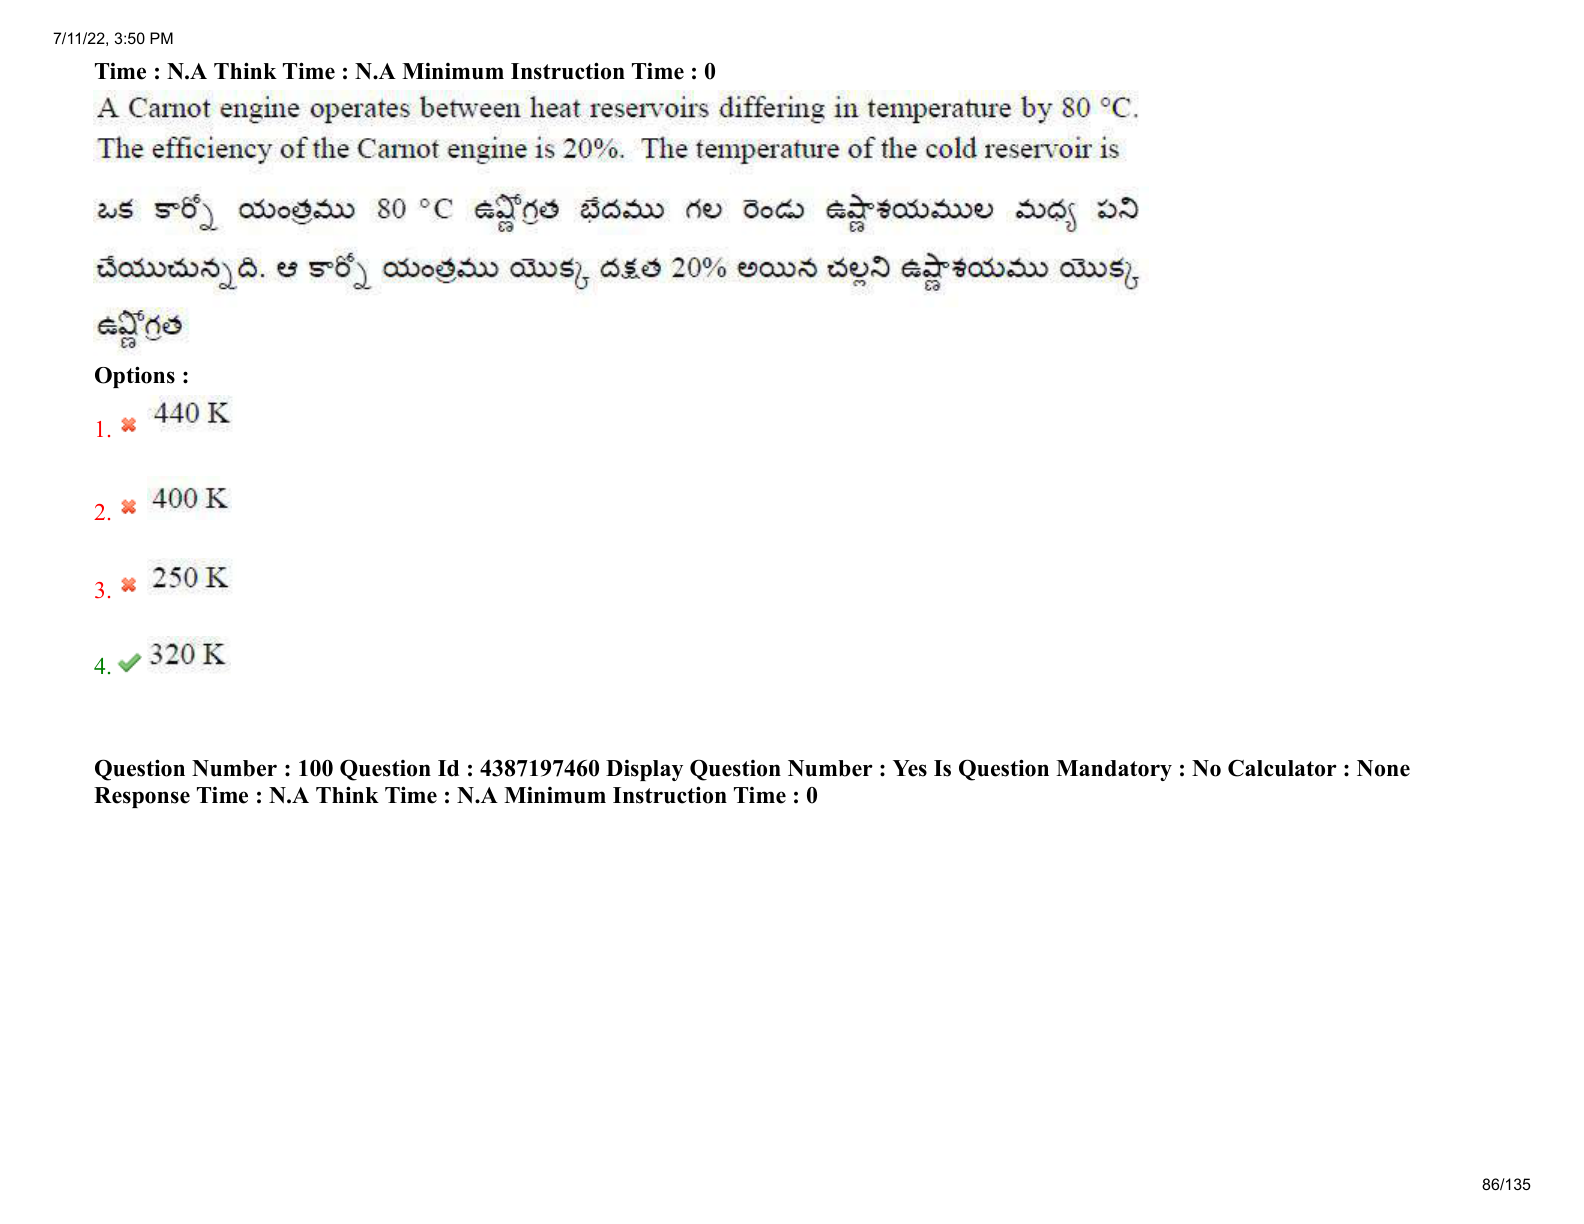 7/11/22, 3:50 PM
Time : N.A Think Time : N.A Minimum Instruction Time : 0
A Carnot engine operates between heat reservoirs differing in temperature by 80 °C.
The efficiency of the Carnot engine is 20%. The temperature of the cold reservoir is
ఒక కార్నో యంత్రము 80 °C ఉష్ణోగ్రత భేదము గల రెండు ఉష్ణాశయముల మధ్య పని
చేయుచున్నది. ఆ కార్నో యంత్రము యొక్క దక్షత 20% అయిన చల్లని ఉష్ణాశయము యొక్క
ఉష్ణోగ్రత
Options :
1. 440 K
2. 400 K
3. 250 K
4. 320 K
Question Number : 100 Question Id : 4387197460 Display Question Number : Yes Is Question Mandatory : No Calculator : None
Response Time : N.A Think Time : N.A Minimum Instruction Time : 0
86/135